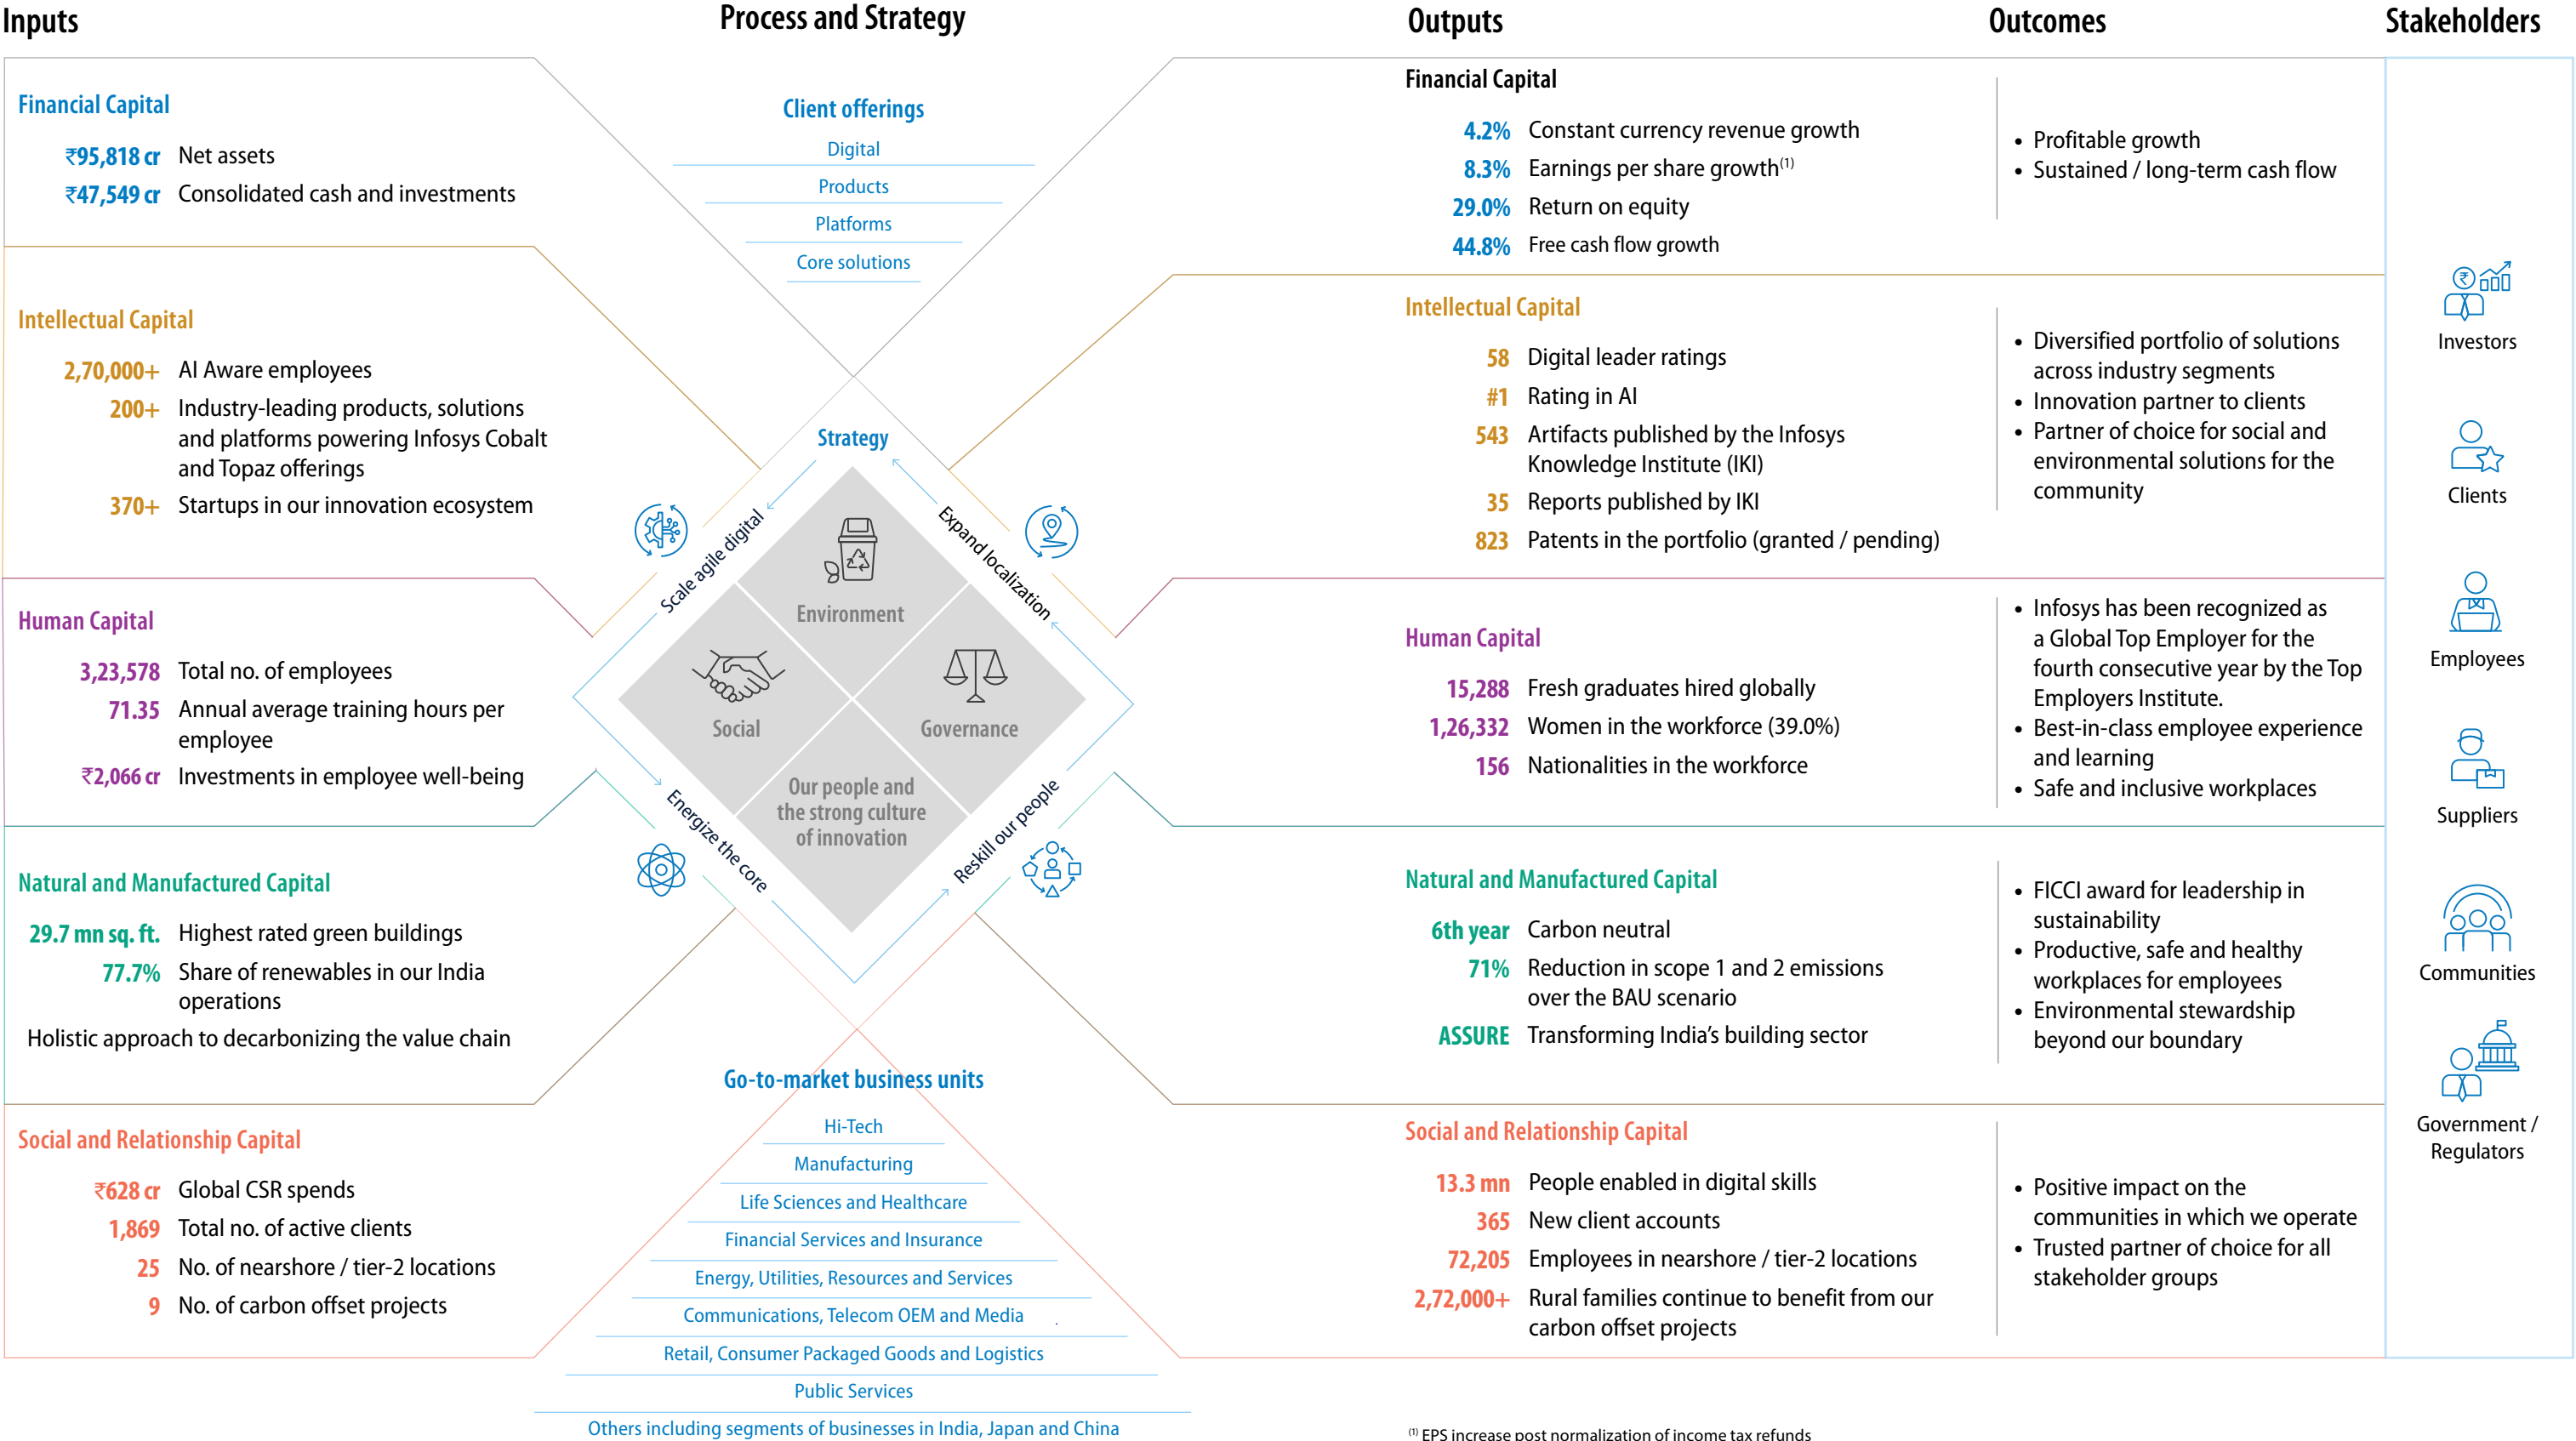 Inputs
Process and Strategy
Outputs
Outcomes
Stakeholders
Financial Capital
₹95,818 cr Net assets
₹47,549 cr Consolidated cash and investments
Intellectual Capital
2,70,000+ AI Aware employees
200+ Industry-leading products, solutions
and platforms powering Infosys Cobalt
and Topaz offerings
370+ Startups in our innovation ecosystem
Human Capital
3,23,578 Total no. of employees
71.35 Annual average training hours per
employee
₹2,066 cr Investments in employee well-being
Natural and Manufactured Capital
29.7 mn sq. ft. Highest rated green buildings
77.7% Share of renewables in our India
operations
Holistic approach to decarbonizing the value chain
Social and Relationship Capital
₹628 cr Global CSR spends
1,869 Total no. of active clients
25 No. of nearshore / tier-2 locations
9 No. of carbon offset projects
Client offerings
Digital
Products
Platforms
Core solutions
Strategy
Scale agile digital
Expand localization
Environment
Social
Governance
Our people and
the strong culture
of innovation
Energize the core
Reskill our people
Go-to-market business units
Hi-Tech
Manufacturing
Life Sciences and Healthcare
Financial Services and Insurance
Energy, Utilities, Resources and Services
Communications, Telecom OEM and Media
Retail, Consumer Packaged Goods and Logistics
Public Services
Others including segments of businesses in India, Japan and China
Financial Capital
4.2% Constant currency revenue growth
8.3% Earnings per share growth(1)
29.0% Return on equity
44.8% Free cash flow growth
• Profitable growth
• Sustained / long-term cash flow
Intellectual Capital
58 Digital leader ratings
#1 Rating in AI
543 Artifacts published by the Infosys
Knowledge Institute (IKI)
35 Reports published by IKI
823 Patents in the portfolio (granted / pending)
• Diversified portfolio of solutions
across industry segments
• Innovation partner to clients
• Partner of choice for social and
environmental solutions for the
community
Human Capital
15,288 Fresh graduates hired globally
1,26,332 Women in the workforce (39.0%)
156 Nationalities in the workforce
• Infosys has been recognized as
a Global Top Employer for the
fourth consecutive year by the Top
Employers Institute.
• Best-in-class employee experience
and learning
• Safe and inclusive workplaces
Natural and Manufactured Capital
6th year Carbon neutral
71% Reduction in scope 1 and 2 emissions
over the BAU scenario
ASSURE Transforming India's building sector
• FICCI award for leadership in
sustainability
• Productive, safe and healthy
workplaces for employees
• Environmental stewardship
beyond our boundary
Social and Relationship Capital
13.3 mn People enabled in digital skills
365 New client accounts
72,205 Employees in nearshore / tier-2 locations
2,72,000+ Rural families continue to benefit from our
carbon offset projects
• Positive impact on the
communities in which we operate
• Trusted partner of choice for all
stakeholder groups
Investors
Clients
Employees
Suppliers
Communities
Government /
Regulators
(1) EPS increase post normalization of income tax refunds